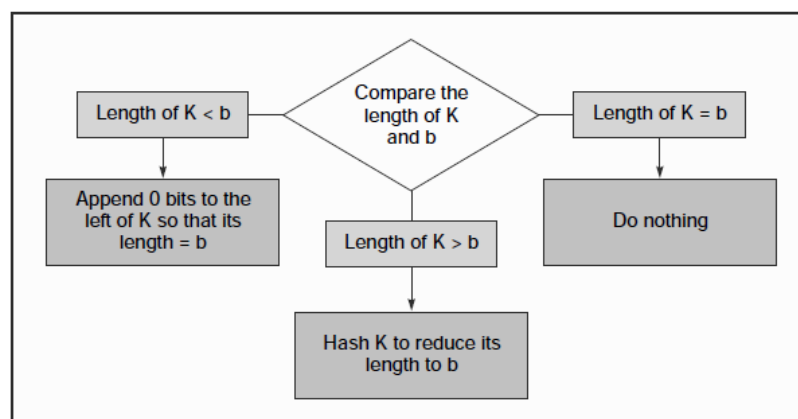 Compare the
length of K
and b
Length of K < b
Length of K = b
Append 0 bits to the
left of K so that its
length = b
Do nothing
Length of K > b
Hash K to reduce its
length to b